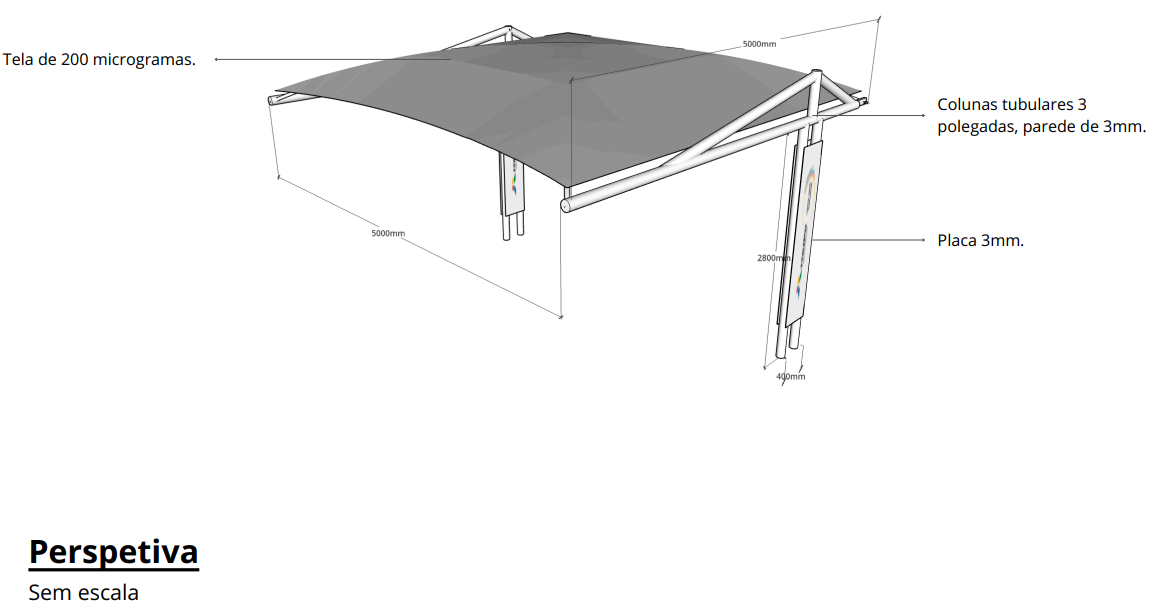 5000mm
Tela de 200 microgramas.
Colunas tubulares 3
polegadas, parede de 3mm.
5000mm
Placa 3mm.
2800mm
400mm
Perspetiva
Sem escala